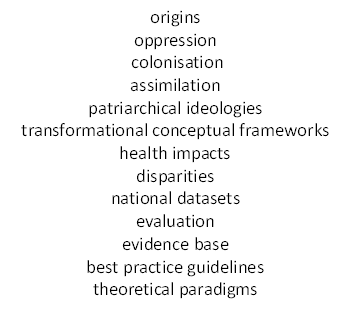 origins
oppression
colonisation
assimilation
patriarchical ideologies
transformational conceptual frameworks
health impacts
disparities
national datasets
evaluation
evidence base
best practice guidelines
theoretical paradigms